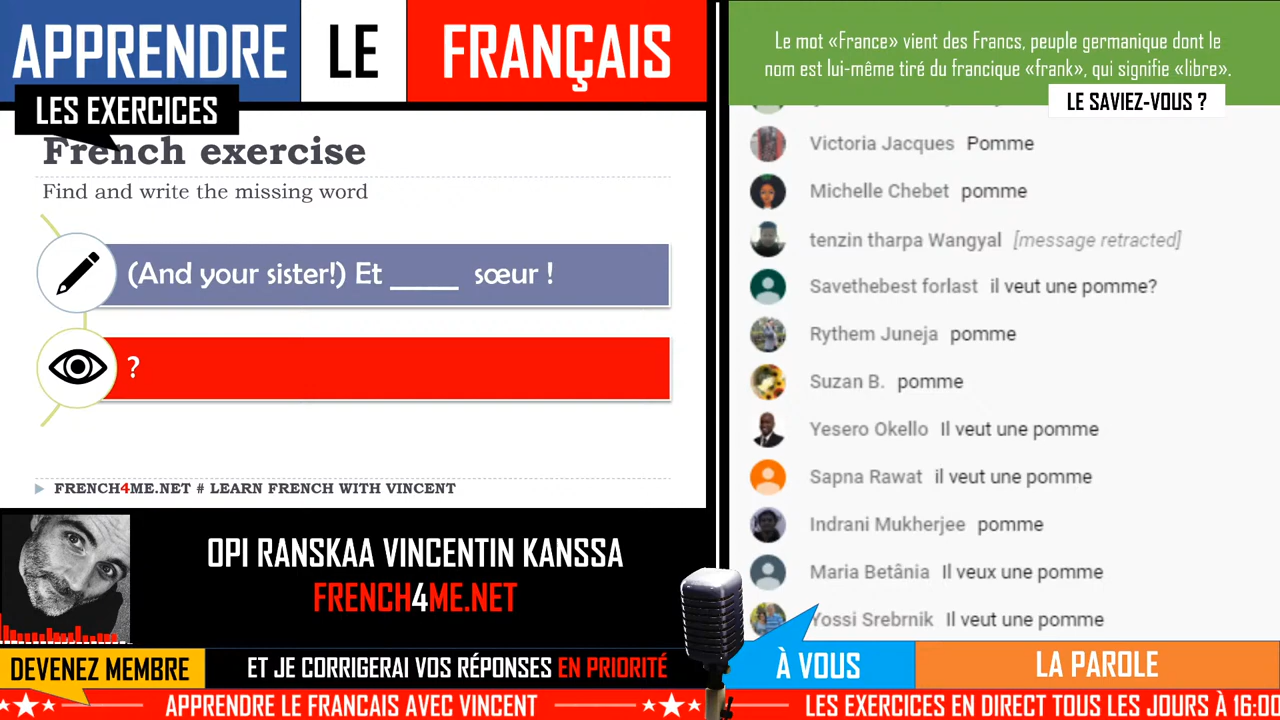 APPRENDRE LE FRANÇAIS
LES EXERCICES
French exercise
Find and write the missing word
(And your sister!) Et _____ sœur !
?
FRENCH4ME.NET # LEARN FRENCH WITH VINCENT
OPI RANSKAA VINCENTIN KANSSA
FRENCH4ME.NET
DEVENEZ MEMBRE
ET JE CORRIGERAI VOS RÉPONSES EN PRIORITÉ
Le mot «France» vient des Francs, peuple germanique dont le
nom est lui-même tiré du francique «frank», qui signifie «libre».
LE SAVIEZ-VOUS ?
Victoria Jacques Pomme
Michelle Chebet pomme
tenzin tharpa Wangyal [message retracted]
Savethebest forlast il veut une pomme?
Rythem Juneja pomme
Suzan B. pomme
Yesero Okello Il veut une pomme
Sapna Rawat il veut une pomme
Indrani Mukherjee pomme
Maria Betânia Il veux une pomme
Yossi Srebrnik Il veut une pomme
À VOUS
LA PAROLE
APPRENDRE LE FRANCAIS AVEC VINCENT
LES EXERCICES EN DIRECT TOUS LES JOURS À 16:00